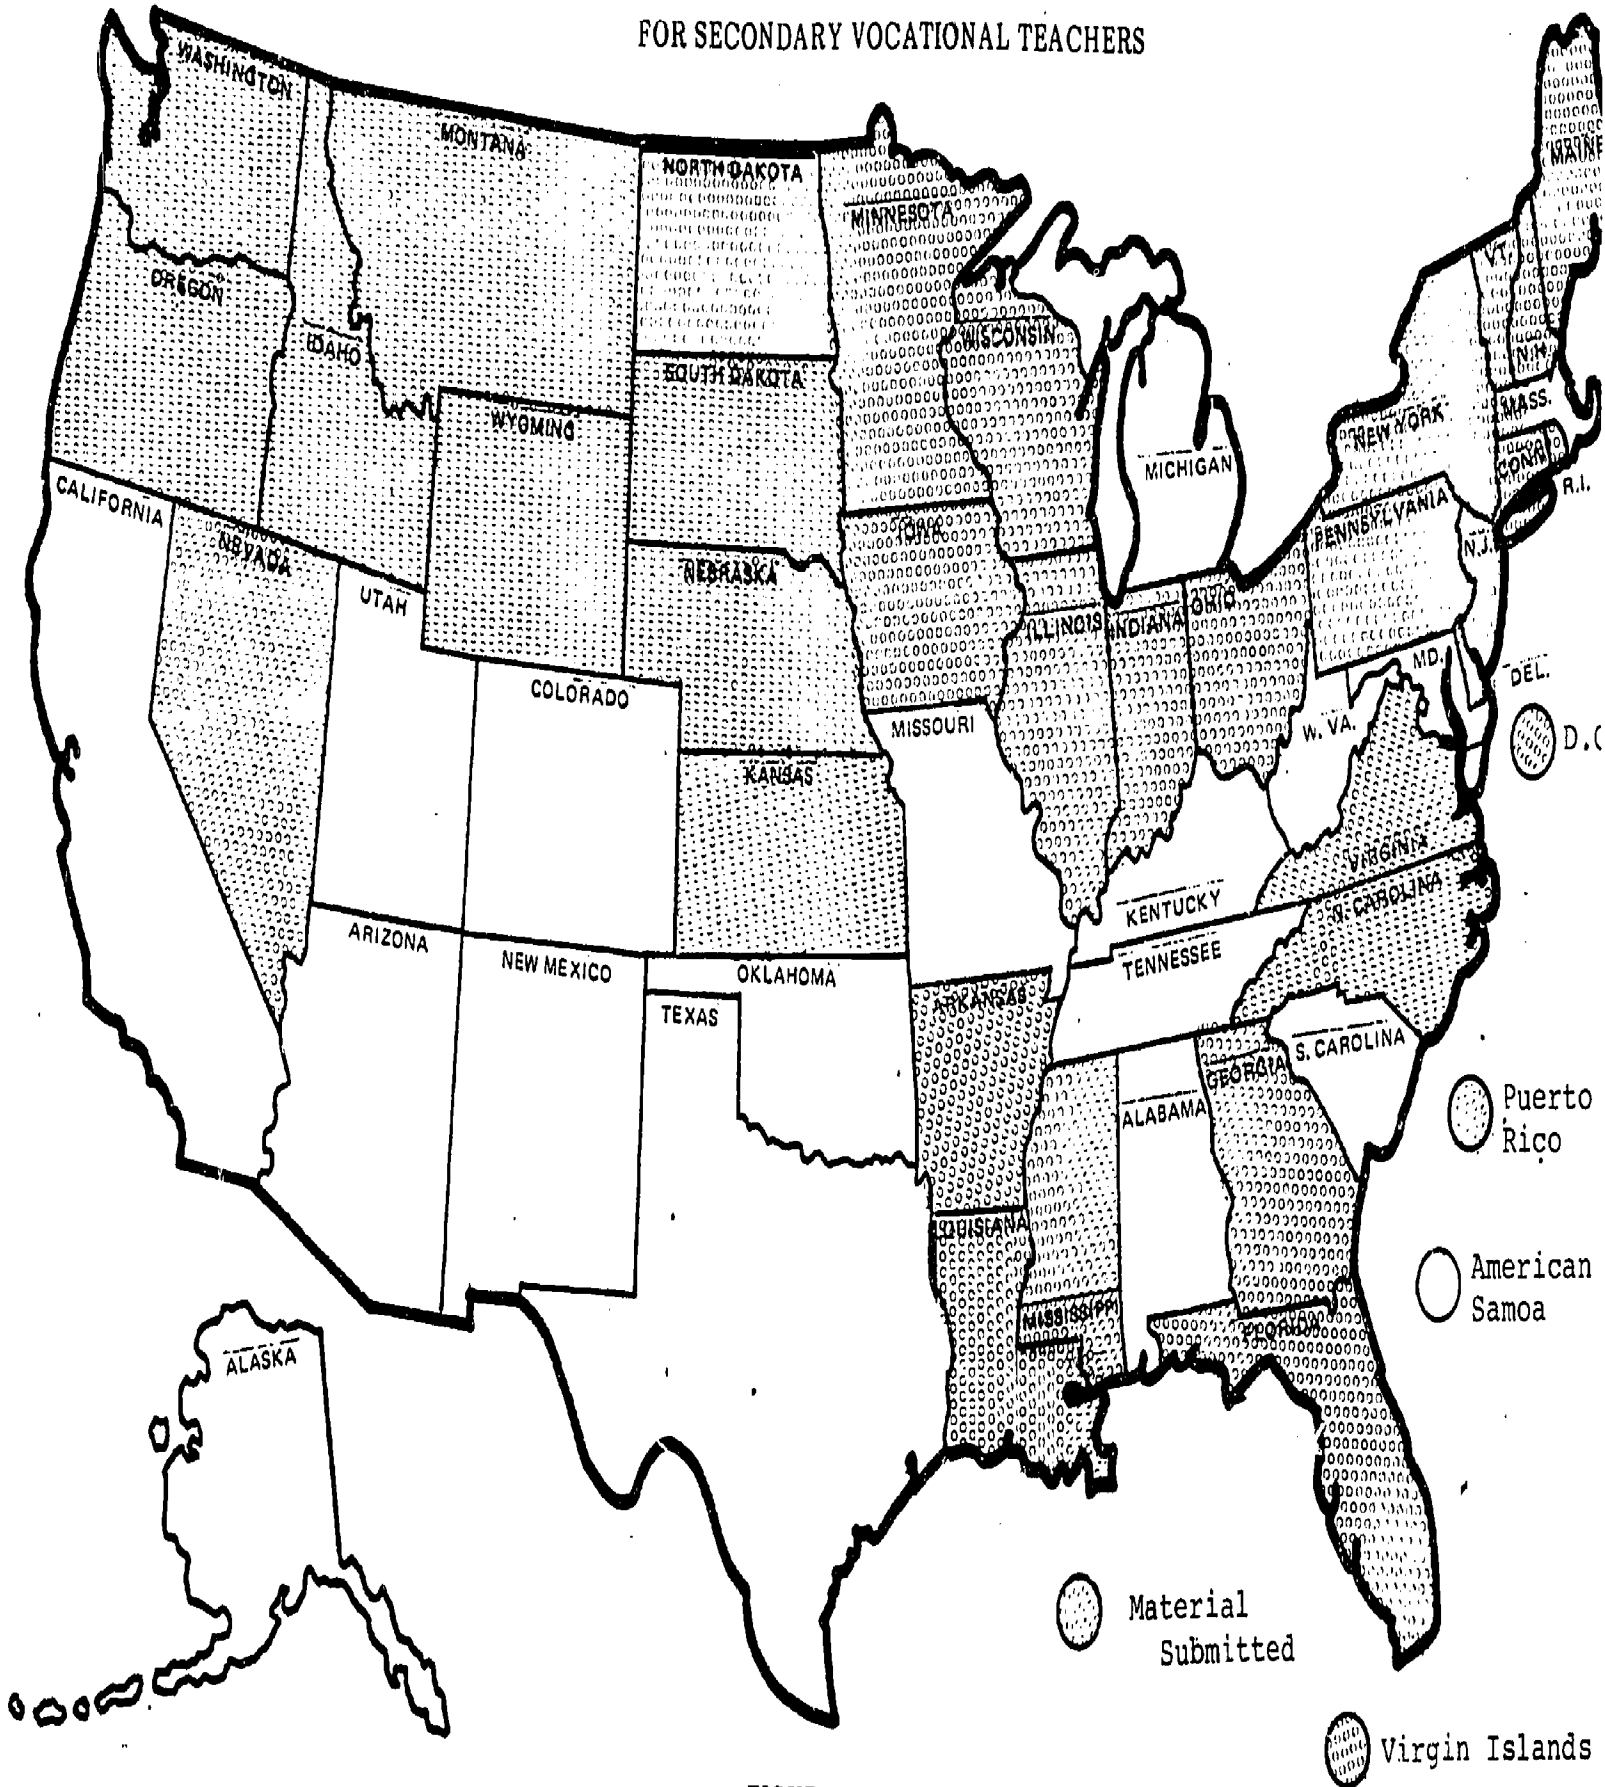 FOR SECONDARY VOCATIONAL TEACHERS
WASHINGTON
MONTANA
NORTH DAKOTA
MINNESOTA
MAINE
OREGON
IDAHO
WYOMING
SOUTH DAKOTA
WISCONSIN
MICHIGAN
VT.
N.H.
NEW YORK
MASS.
CONN
R.I.
CALIFORNIA
NEVADA
UTAH
NEBRASKA
IOWA
ILLINOIS
INDIANA
OHIO
PENNSYLVANIA
N.J.
MD.
DEL.
COLORADO
KANSAS
MISSOURI
W. VA.
D.C
VIRGINIA
KENTUCKY
N. CAROLINA
ARIZONA
NEW MEXICO
OKLAHOMA
TEXAS
ARKANSAS
TENNESSEE
S. CAROLINA
GEORGIA
ALABAMA
Puerto
Rico
LOUISIANA
MISSISSIPPI
FLORIDA
American
Samoa
ALASKA
Material
Submitted
Virgin Islands